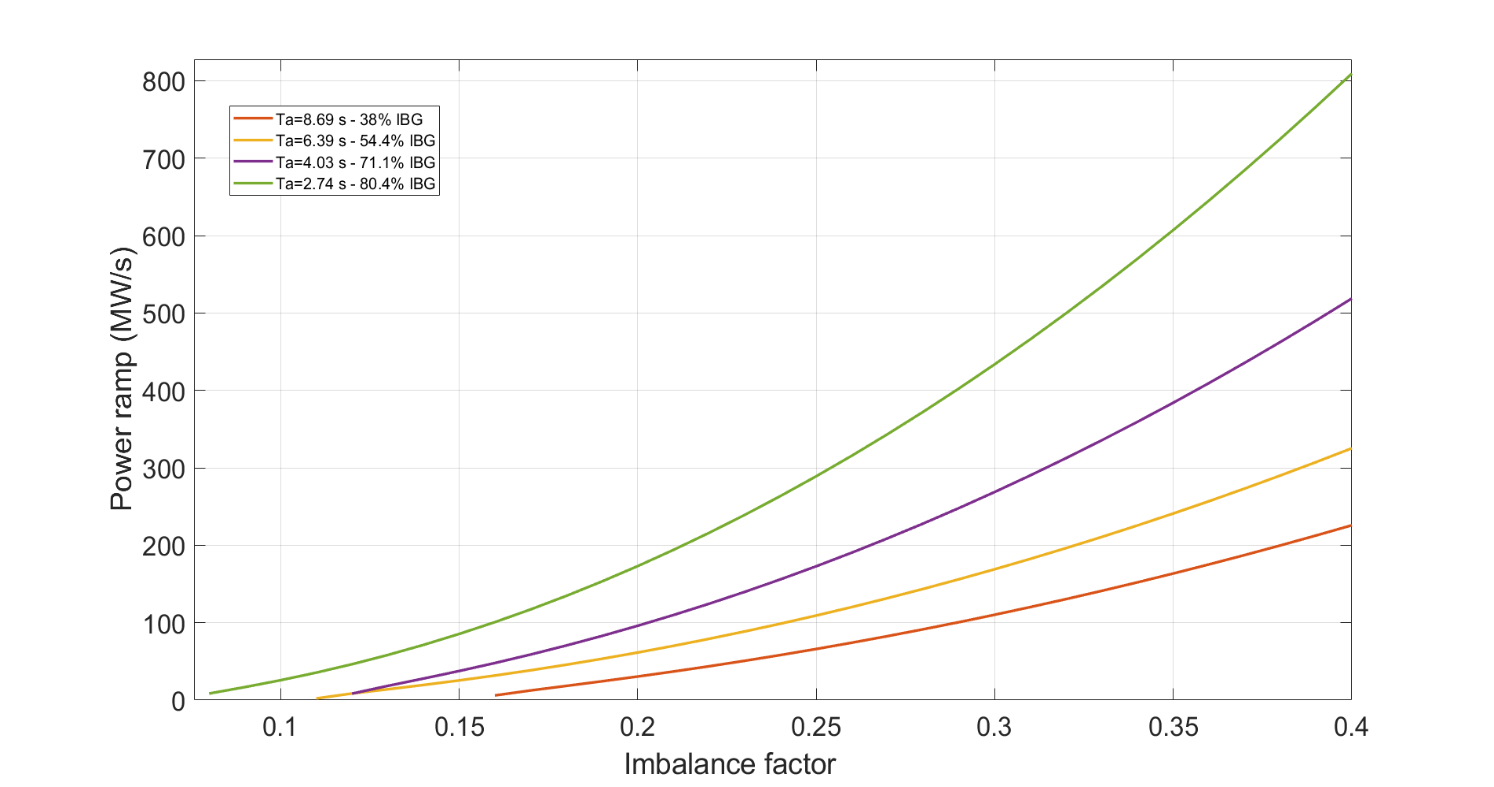 800
700
600
500
400
300
200
100
0
Power ramp (MW/s)
Ta=8.69 s - 38% IBG
Ta=6.39 s - 54.4% IBG
Ta=4.03 s - 71.1% IBG
Ta=2.74 s - 80.4% IBG
0.1 0.15 0.2 0.25 0.3 0.35 0.4
Imbalance factor